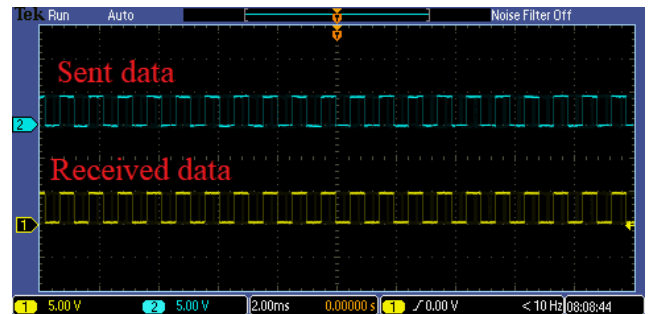 Tek Run Auto Noise Filter Off
Sent data
2
Received data
1
1 5.00 V 2 5.00 V 2.00ms 0.00000 s 1 0.00 V < 10 Hz 08:08:44